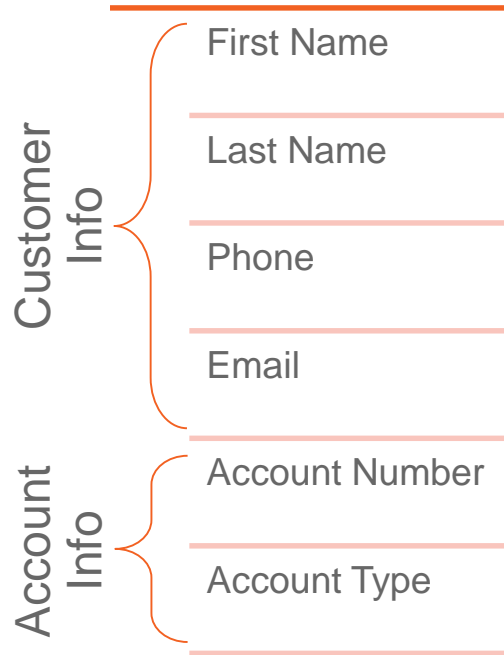 Customer
Info
First Name
Last Name
Phone
Email
Account
Info
Account Number
Account Type